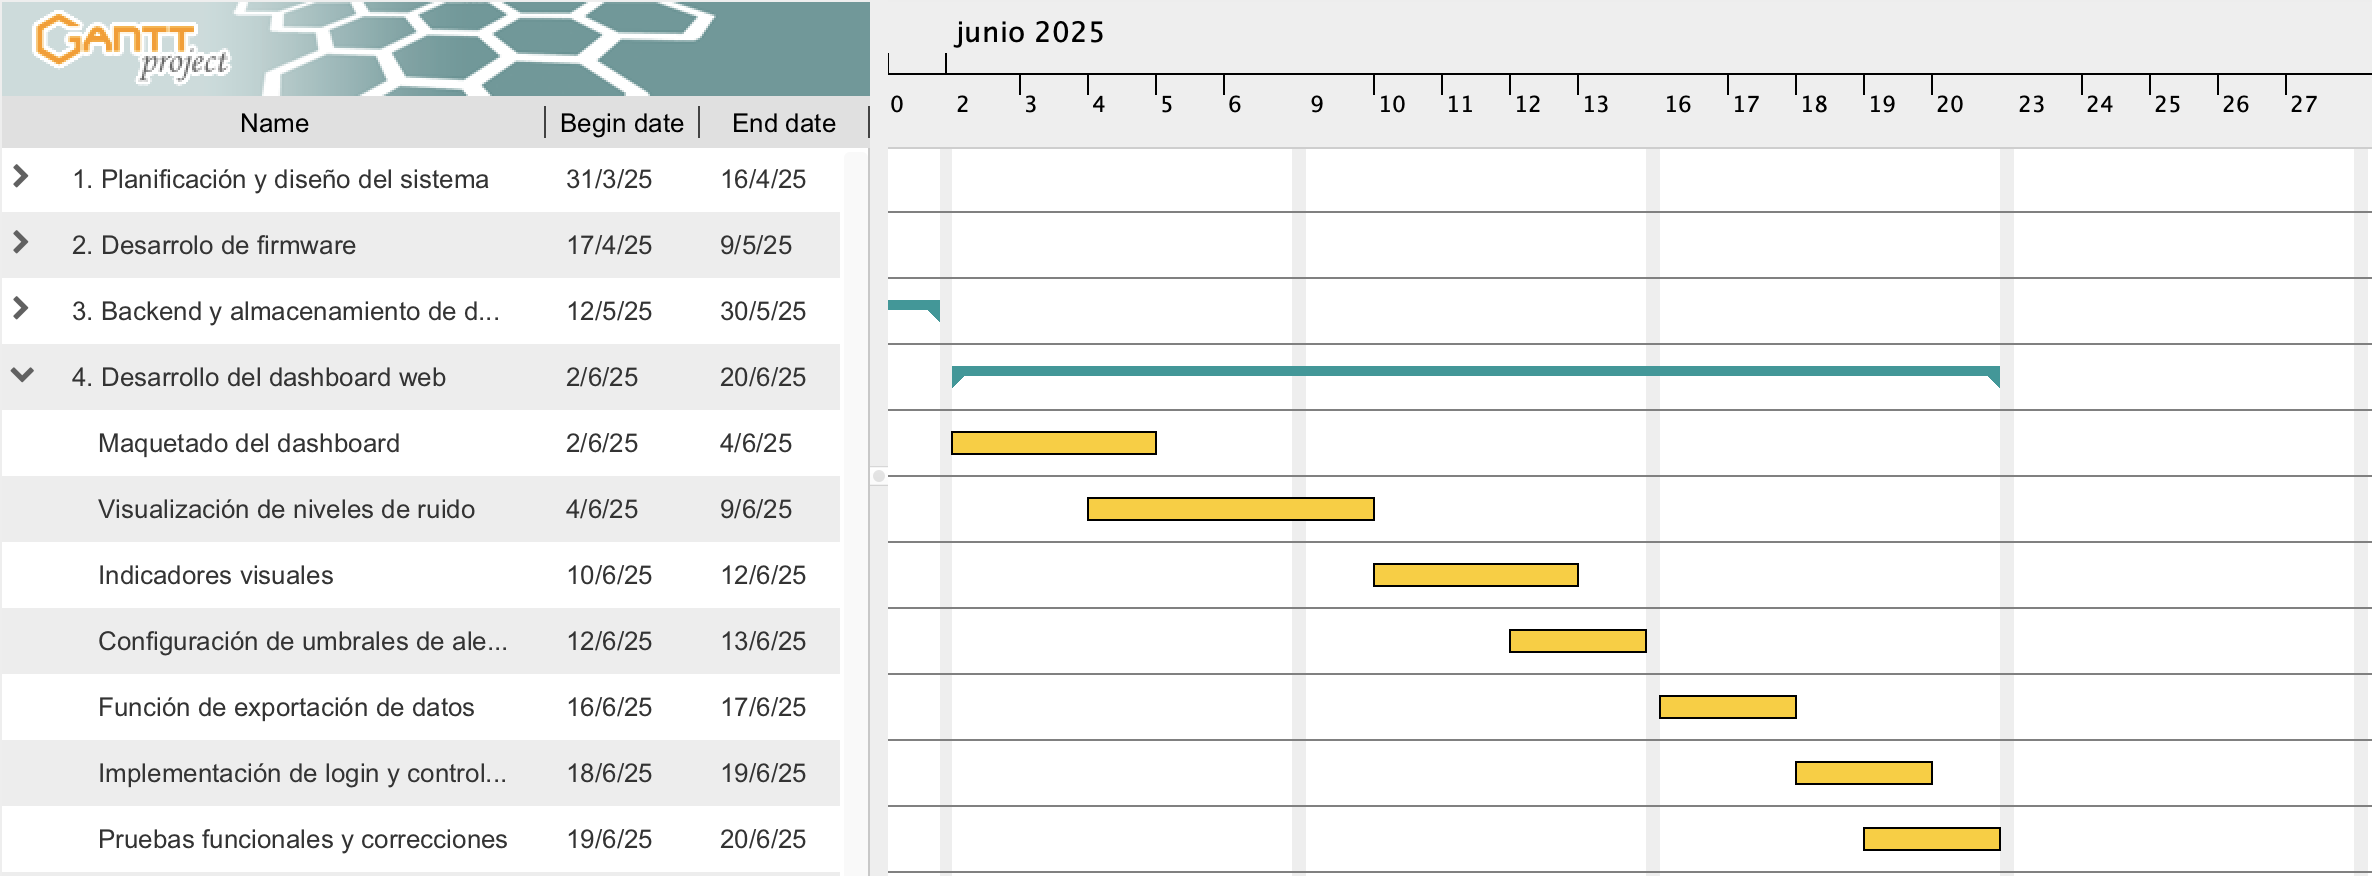 GANTT
project
junio 2025
0 2 3 4 5 6 9 10 11 12 13 16 17 18 19 20 23 24 25 26 27
Name Begin date End date
1. Planificación y diseño del sistema 31/3/25 16/4/25
2. Desarrolo de firmware 17/4/25 9/5/25
3. Backend y almacenamiento de d... 12/5/25 30/5/25
4. Desarrollo del dashboard web 2/6/25 20/6/25
Maquetado del dashboard 2/6/25 4/6/25
Visualización de niveles de ruido 4/6/25 9/6/25
Indicadores visuales 10/6/25 12/6/25
Configuración de umbrales de ale... 12/6/25 13/6/25
Función de exportación de datos 16/6/25 17/6/25
Implementación de login y control... 18/6/25 19/6/25
Pruebas funcionales y correcciones 19/6/25 20/6/25